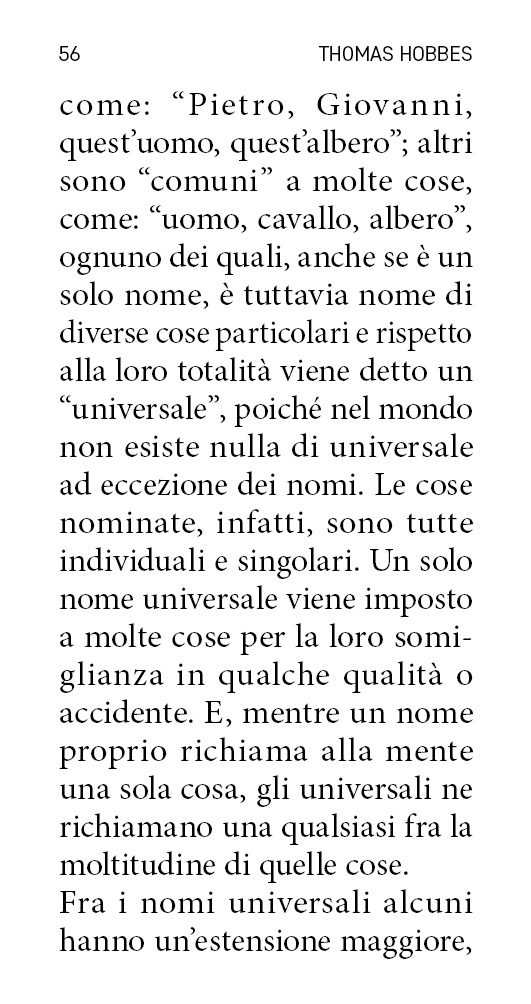 56 THOMAS HOBBES
come: “Pietro, Giovanni,
quest’uomo, quest’albero”; altri
sono “comuni” a molte cose,
come: “uomo, cavallo, albero”,
ognuno dei quali, anche se è un
solo nome, è tuttavia nome di
diverse cose particolari e rispetto
alla loro totalità viene detto un
“universale”, poiché nel mondo
non esiste nulla di universale
ad eccezione dei nomi. Le cose
nominate, infatti, sono tutte
individuali e singolari. Un solo
nome universale viene imposto
a molte cose per la loro somi-
glianza in qualche qualità o
accidente. E, mentre un nome
proprio richiama alla mente
una sola cosa, gli universali ne
richiamano una qualsiasi fra la
moltitudine di quelle cose.
Fra i nomi universali alcuni
hanno un’estensione maggiore,